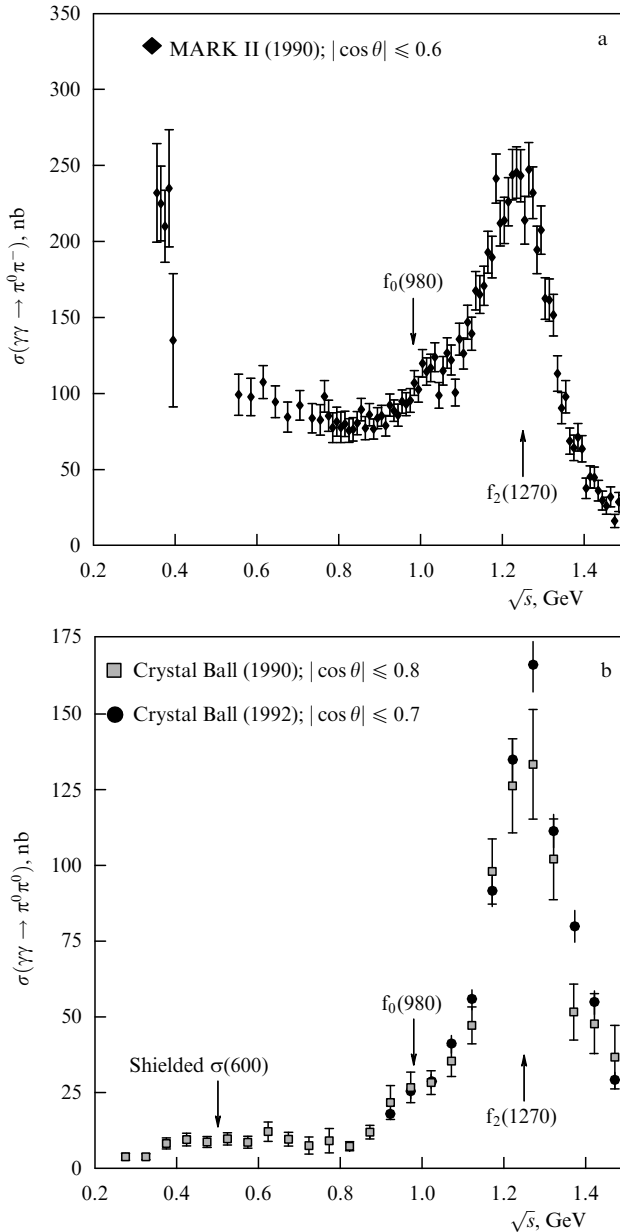 350
300
250
200
150
100
50
0
σ(γγ → π⁰π⁻), nb
◆ MARK II (1990); | cos θ| ⩽ 0.6
a
f₀(980)
f₂(1270)
0.2 0.4 0.6 0.8 1.0 1.2 1.4
√s, GeV
175
150
125
100
75
50
25
0
σ(γγ → π⁰π⁰), nb
Crystal Ball (1990); | cos θ| ⩽ 0.8
b
Crystal Ball (1992); | cos θ| ⩽ 0.7
f₀(980)
Shielded σ(600)
f₂(1270)
0.2 0.4 0.6 0.8 1.0 1.2 1.4
√s, GeV